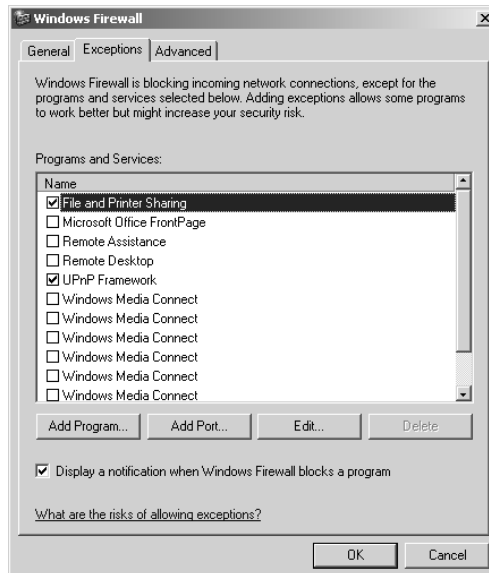 Windows Firewall
General
Exceptions
Advanced
Windows Firewall is blocking incoming network connections, except for the
programs and services selected below. Adding exceptions allows some programs
to work better but might increase your security risk.
Programs and Services:
Name
File and Printer Sharing
Microsoft Office FrontPage
Remote Assistance
Remote Desktop
UPnP Framework
Windows Media Connect
Windows Media Connect
Windows Media Connect
Windows Media Connect
Windows Media Connect
Windows Media Connect
Add Program...
Add Port...
Edit...
Delete
Display a notification when Windows Firewall blocks a program
What are the risks of allowing exceptions?
OK
Cancel